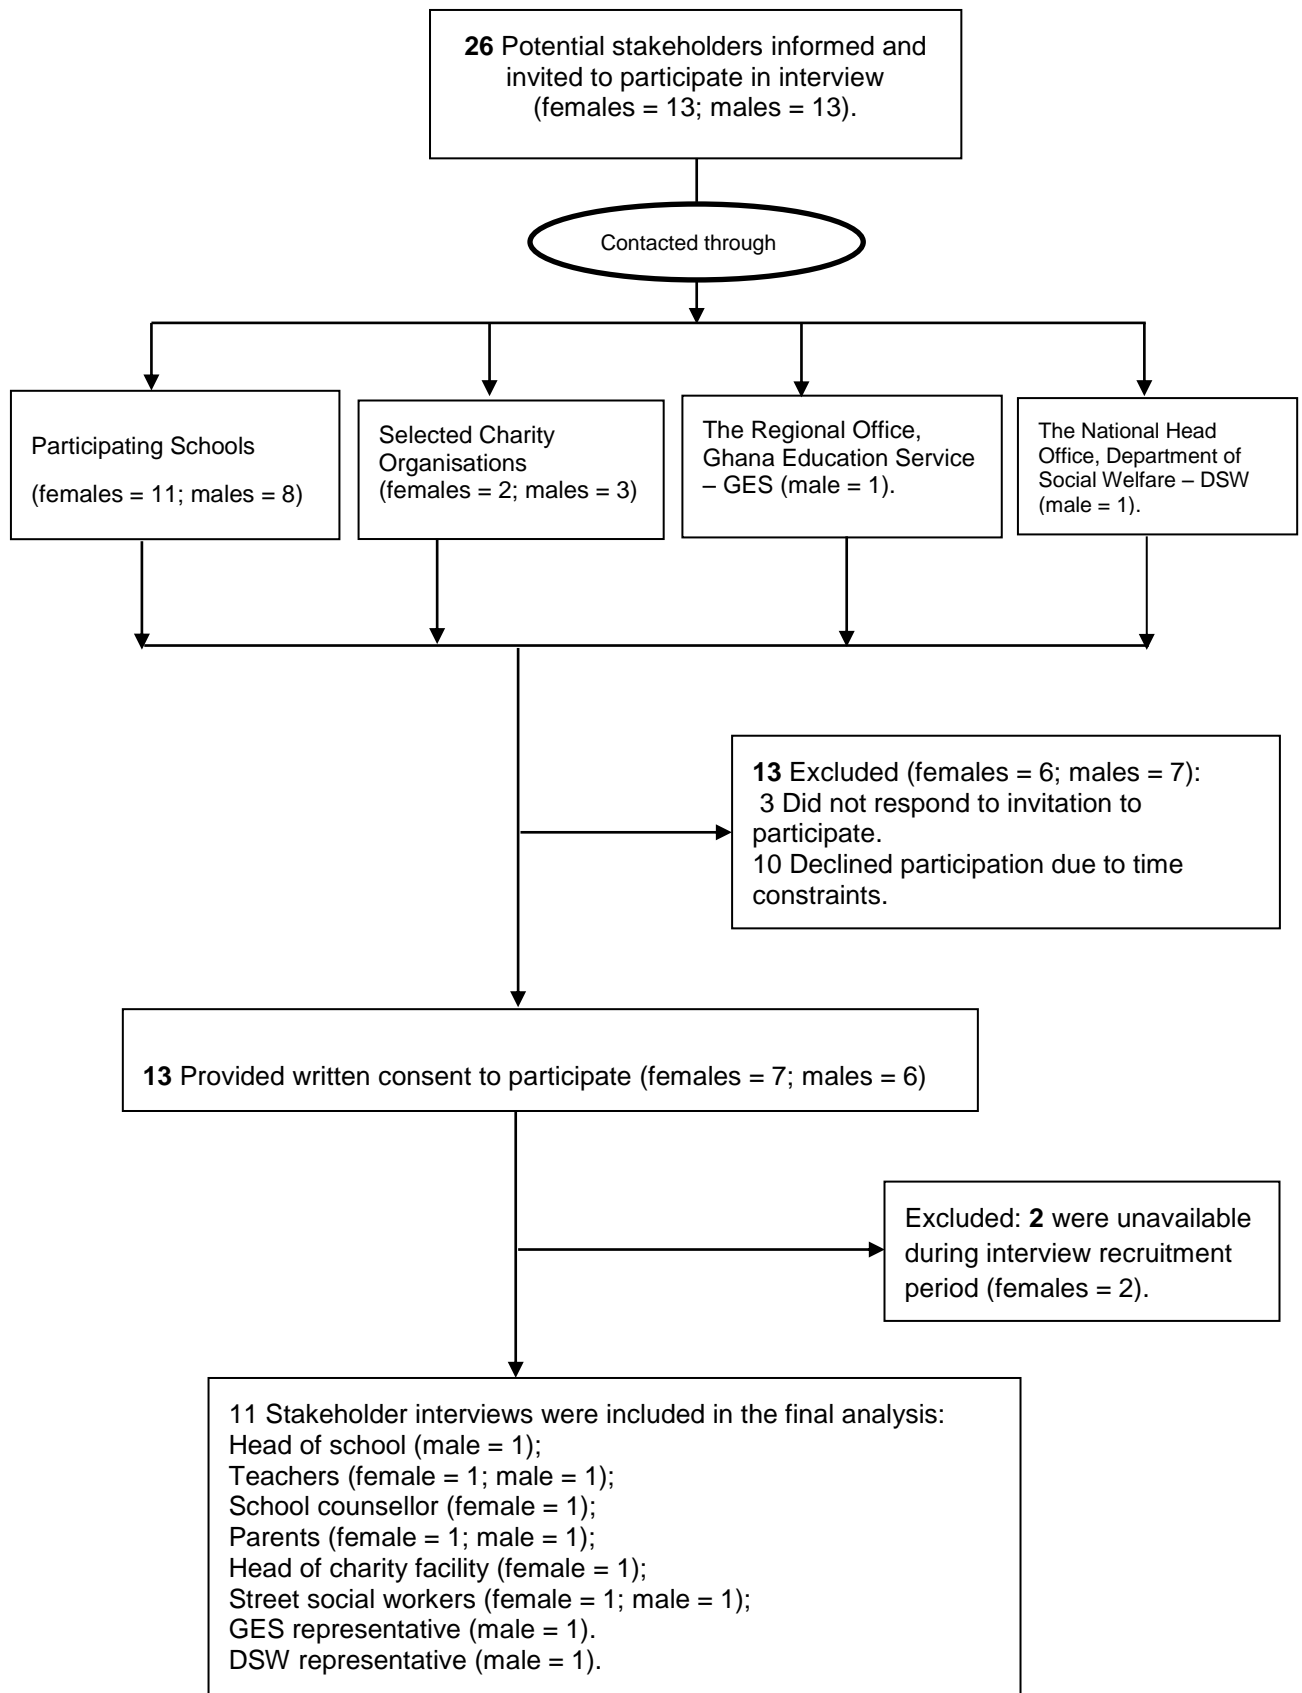 26 Potential stakeholders informed and
invited to participate in interview
(females = 13; males = 13).
Contacted through
Participating Schools
(females = 11; males = 8)
Selected Charity
Organisations
(females = 2; males = 3)
The Regional Office,
Ghana Education Service
– GES (male = 1).
The National Head
Office, Department of
Social Welfare – DSW
(male = 1).
13 Excluded (females = 6; males = 7):
3 Did not respond to invitation to
participate.
10 Declined participation due to time
constraints.
13 Provided written consent to participate (females = 7; males = 6)
Excluded: 2 were unavailable
during interview recruitment
period (females = 2).
11 Stakeholder interviews were included in the final analysis:
Head of school (male = 1);
Teachers (female = 1; male = 1);
School counsellor (female = 1);
Parents (female = 1; male = 1);
Head of charity facility (female = 1);
Street social workers (female = 1; male = 1);
GES representative (male = 1).
DSW representative (male = 1).